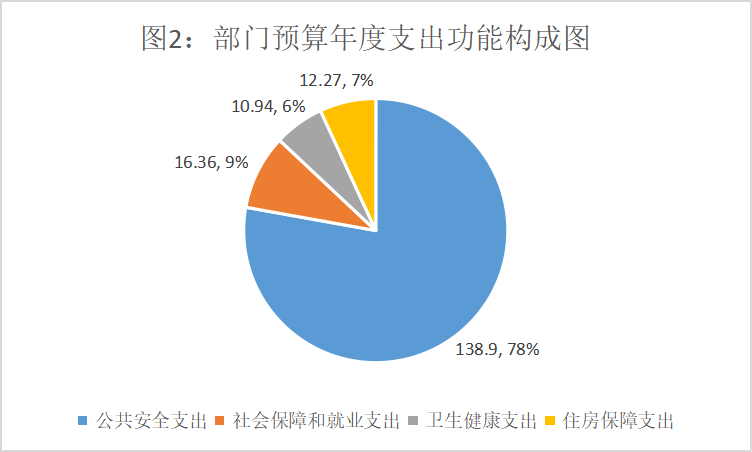 图2：部门预算年度支出功能构成图
12.27, 7%
10.94, 6%
16.36, 9%
138.9, 78%
公共安全支出 社会保障和就业支出 卫生健康支出 住房保障支出